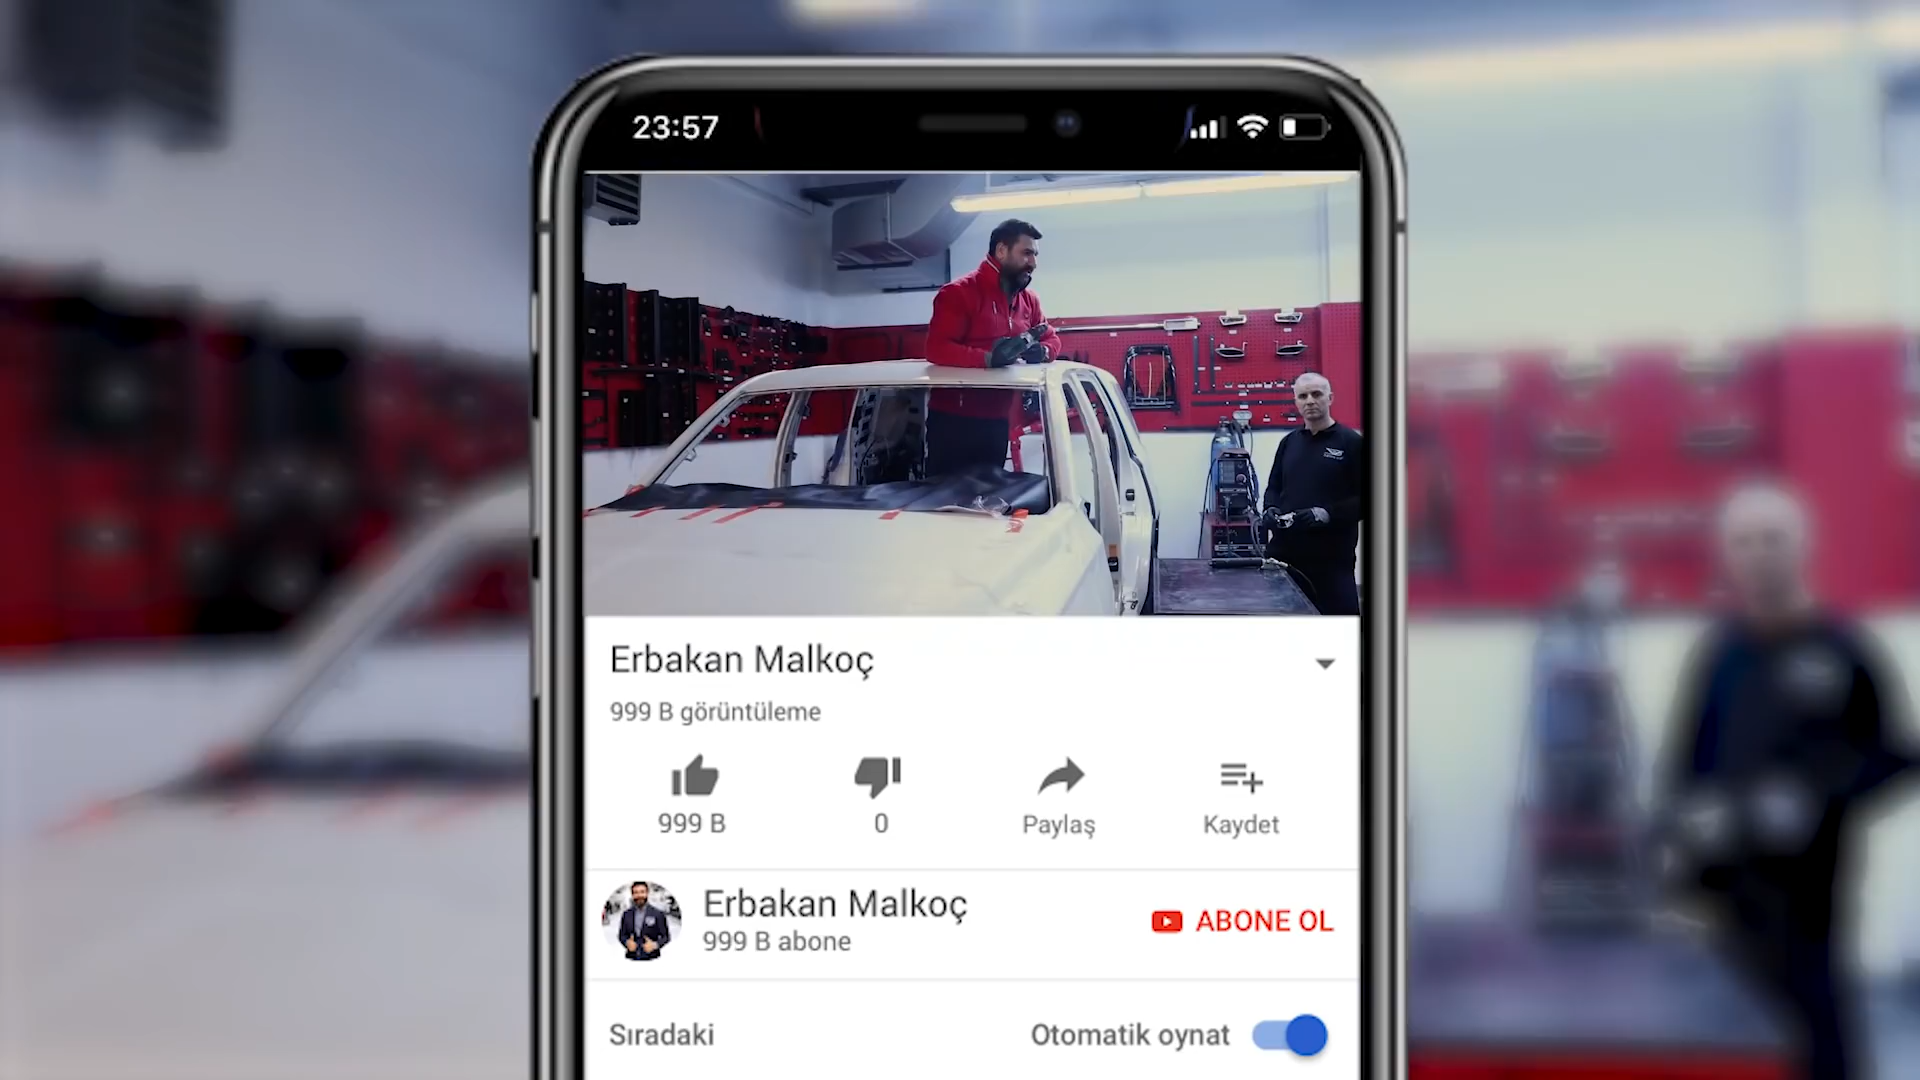 23:57
Erbakan Malkoç
999 B görüntüleme
999 B
0
Paylaş
Kaydet
Erbakan Malkoç
999 B abone
ABONE OL
Sıradaki
Otomatik oynat